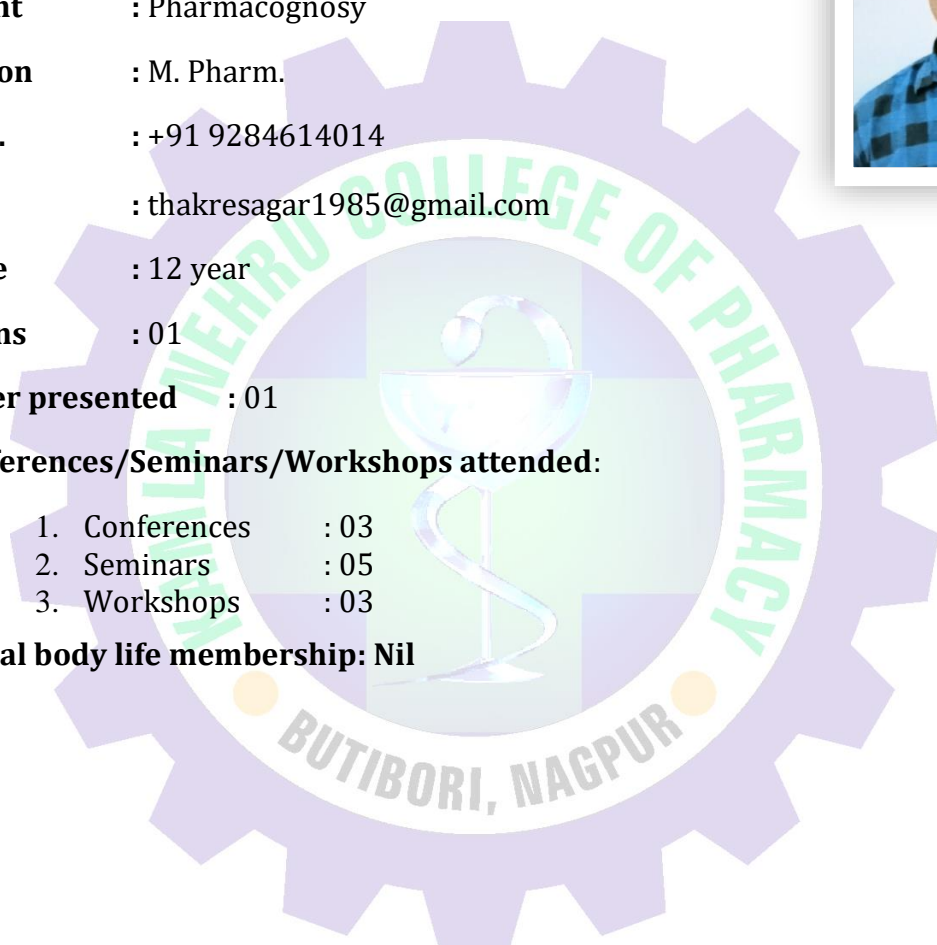 nt : Pharmacognosy
on : M. Pharm.
. : +91 9284614014
: thakresagar1985@gmail.com
e : 12 year
ns : 01
er presented : 01
ferences/Seminars/Workshops attended:
1. Conferences : 03
2. Seminars : 05
3. Workshops : 03
al body life membership: Nil
KAMLA NEHRU COLLEGE OF PHARMACY
BUTIBORI, NAGPUR